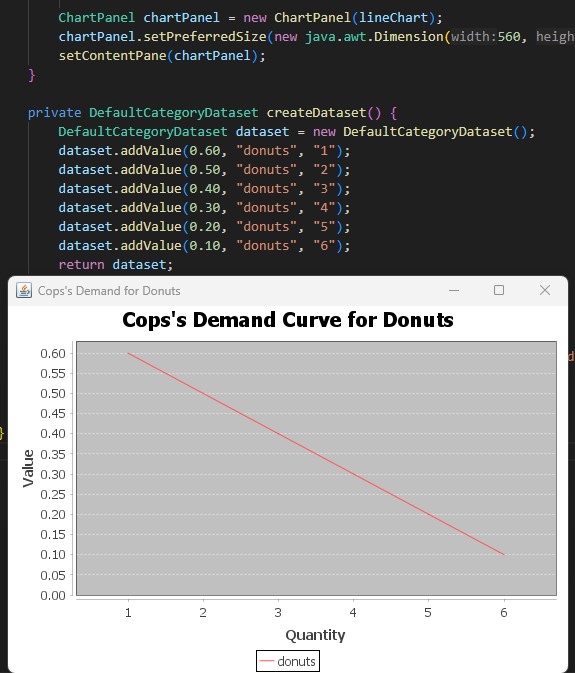 ChartPanel chartPanel = new ChartPanel(lineChart);
chartPanel.setPreferredSize(new java.awt.Dimension(width:560, heigh
setContentPane(chartPanel);
}
private DefaultCategoryDataset createDataset() {
DefaultCategoryDataset dataset = new DefaultCategoryDataset();
dataset.addValue(0.60, "donuts", "1");
dataset.addValue(0.50, "donuts", "2");
dataset.addValue(0.40, "donuts", "3");
dataset.addValue(0.30, "donuts", "4");
dataset.addValue(0.20, "donuts", "5");
dataset.addValue(0.10, "donuts", "6");
return dataset;
Cops's Demand for Donuts
Cops's Demand Curve for Donuts
0.60
0.55
0.50
0.45
0.40
0.35
0.30
0.25
0.20
0.15
0.10
0.05
0.00
Value
1 2 3 4 5 6
Quantity
donuts
}
d